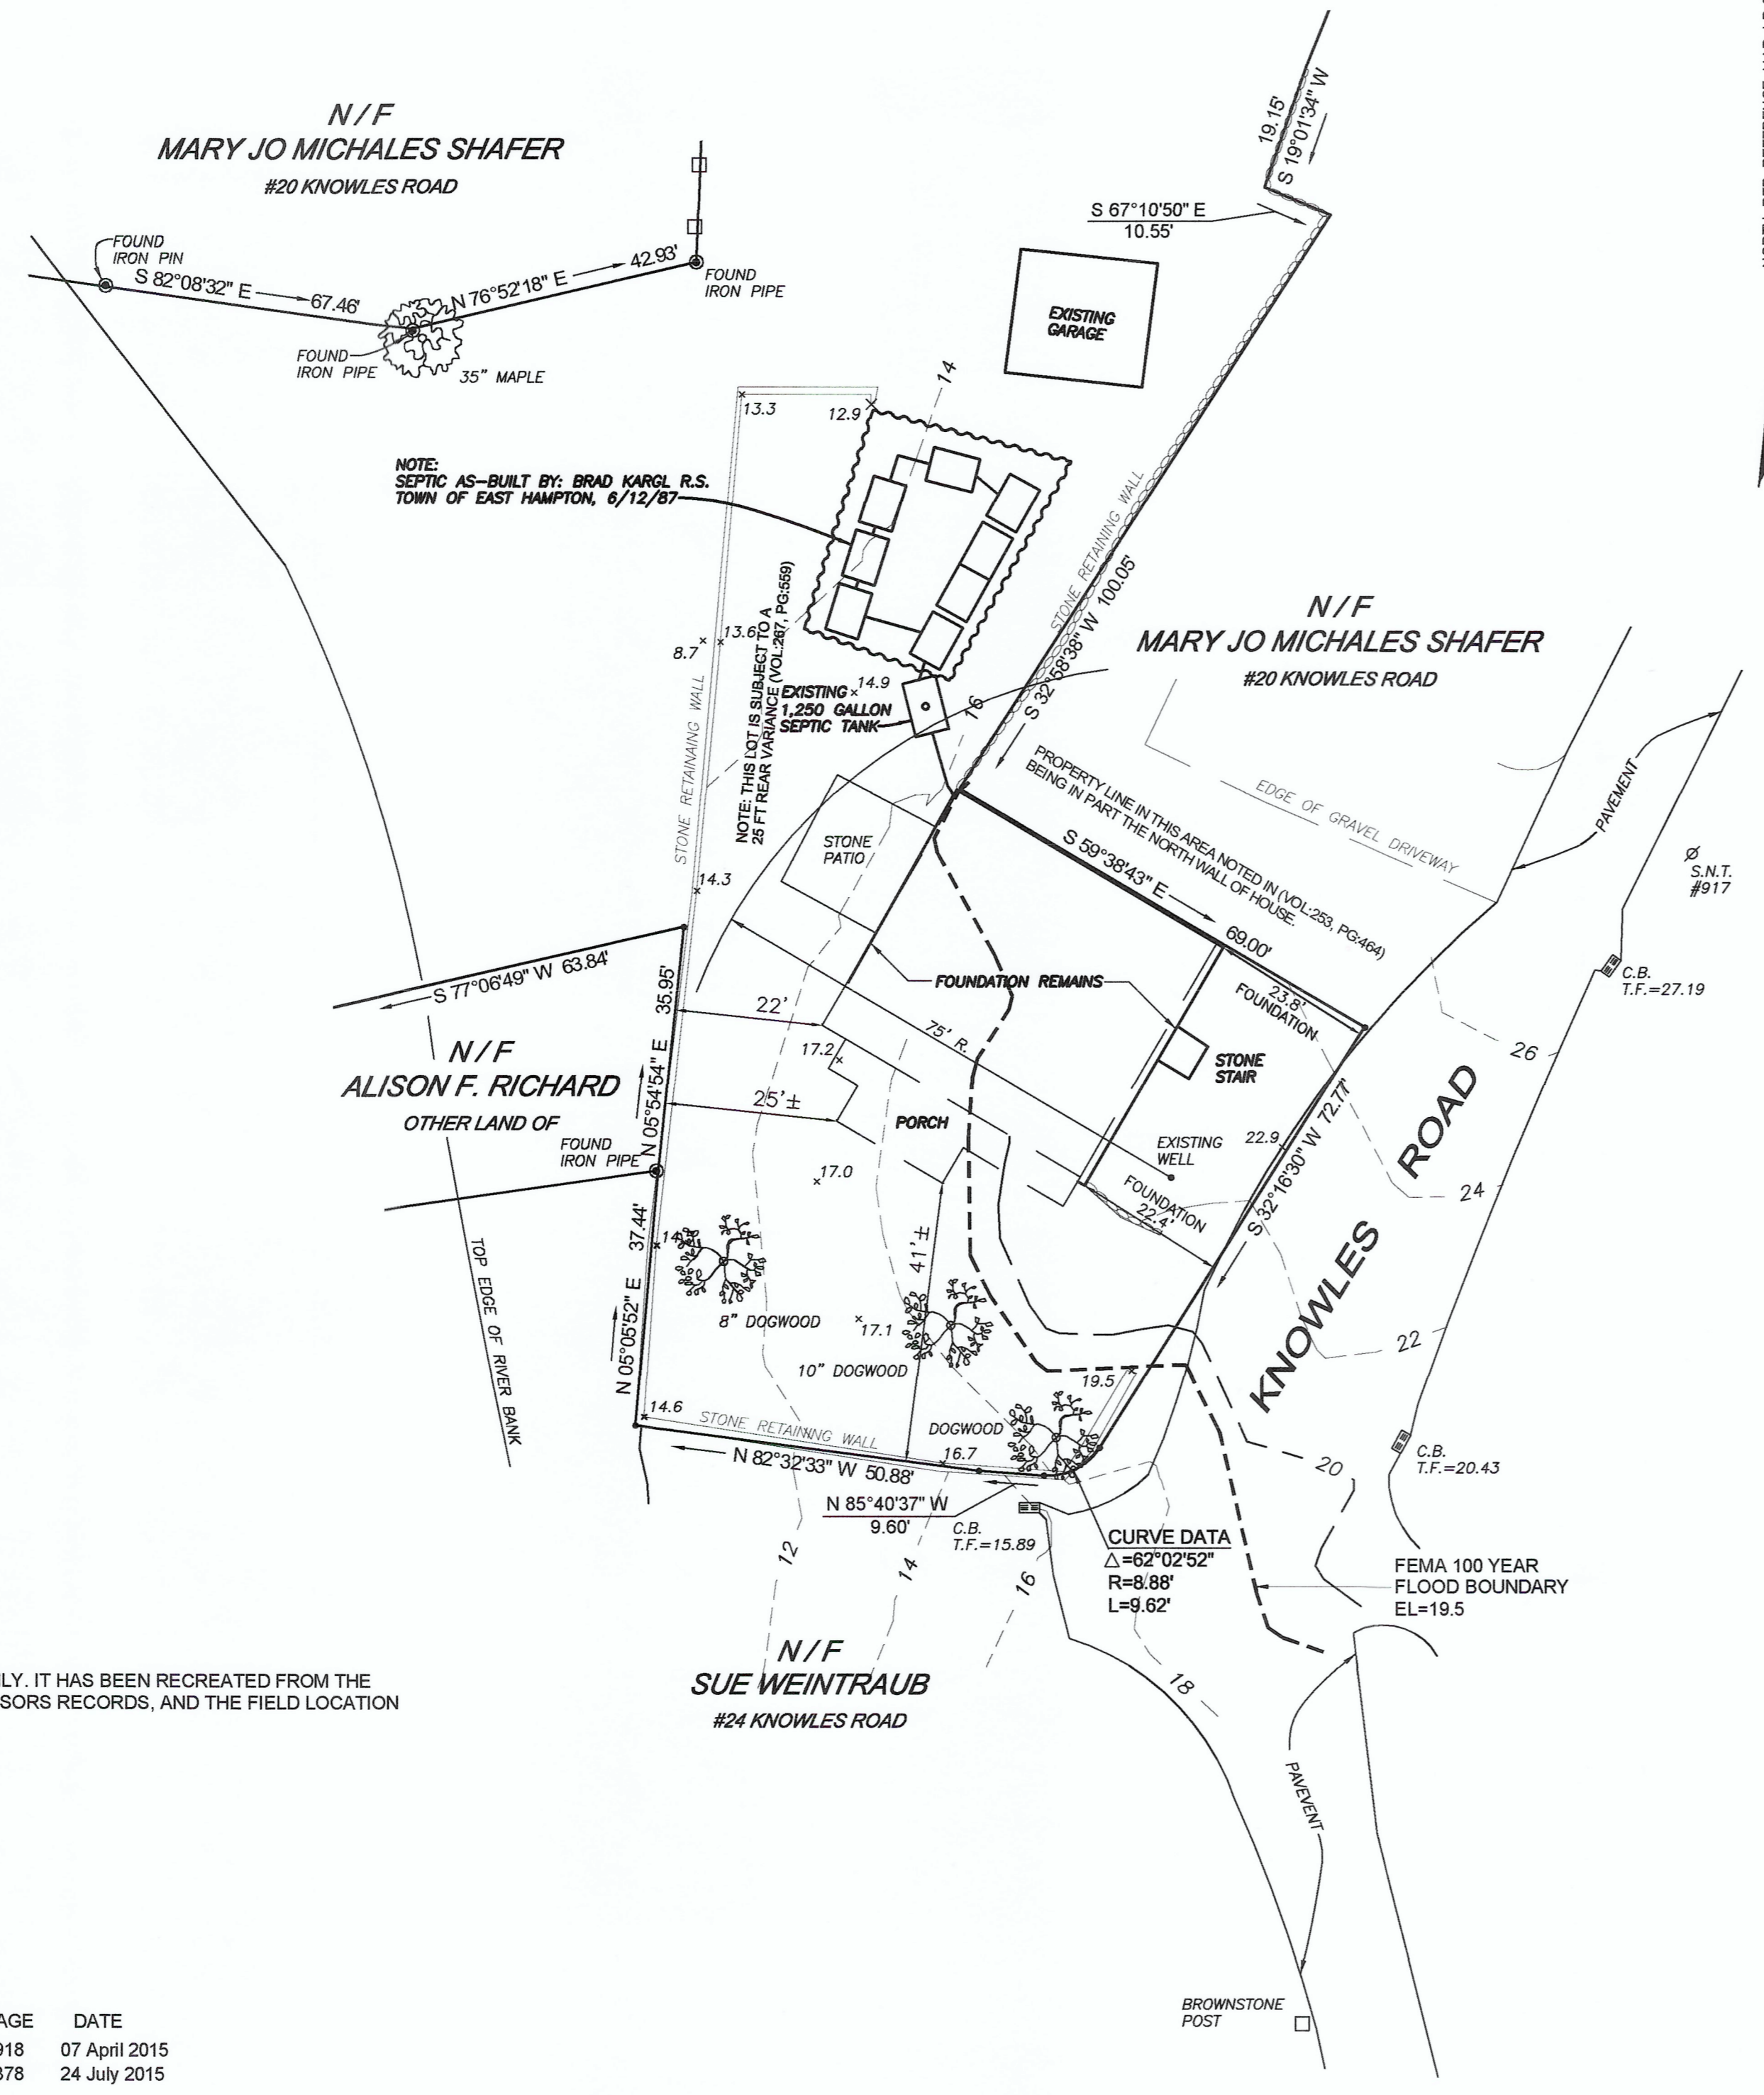 N/F
MARY JO MICHALES SHAFER
#20 KNOWLES ROAD
19.15'
S 19°01'34" W
S 67°10'50" E
10.55'
FOUND
IRON PIN
S 82°08'32" E
67.46'
N 76°52'18" E
42.93'
FOUND
IRON PIPE
FOUND
IRON PIPE
35" MAPLE
EXISTING
GARAGE
14
13.3
12.9
NOTE:
SEPTIC AS-BUILT BY: BRAD KARGL R.S.
TOWN OF EAST HAMPTON, 6/12/87
STONE RETAINING WALL
S 32°58'38" W 100.05'
N/F
MARY JO MICHALES SHAFER
#20 KNOWLES ROAD
8.7
13.6
NOTE: THIS LOT IS SUBJECT TO A
25 FT REAR VARIANCE (VOL:267, PG:559)
14.9
EXISTING
1,250 GALLON
SEPTIC TANK
16
STONE RETAINING WALL
PROPERTY LINE IN THIS AREA NOTED IN (VOL:253, PG:464)
BEING IN PART THE NORTH WALL OF HOUSE.
EDGE OF GRAVEL DRIVEWAY
PAVEMENT
S.N.T.
#917
STONE
PATIO
14.3
S 59°38'43" E
69.00'
23.8'
FOUNDATION
C.B.
T.F.=27.19
S 77°06'49" W 63.84'
FOUNDATION REMAINS
22'
75' R.
17.2
N 05°54'54" E 35.95'
STONE
STAIR
26
N/F
ALISON F. RICHARD
OTHER LAND OF
25'±
PORCH
FOUND
IRON PIPE
EXISTING
WELL
22.9
S 32°16'30" W 72.77'
KNOWLES ROAD
24
17.0
FOUNDATION
22.4'
TOP EDGE OF RIVER BANK
N 05°05'52" E 37.44'
8" DOGWOOD
17.1
41'±
10" DOGWOOD
22
19.5
14.6
STONE RETAINING WALL
DOGWOOD
16.7
N 82°32'33" W 50.88'
N 85°40'37" W
9.60'
C.B.
T.F.=15.89
20
C.B.
T.F.=20.43
12
14
16
CURVE DATA
△=62°02'52"
R=8.88'
L=9.62'
FEMA 100 YEAR
FLOOD BOUNDARY
EL=19.5
N/F
SUE WEINTRAUB
#24 KNOWLES ROAD
18
LY. IT HAS BEEN RECREATED FROM THE
SORS RECORDS, AND THE FIELD LOCATION
PAVEVENT
BROWNSTONE
POST
AGE DATE
918 07 April 2015
378 24 July 2015